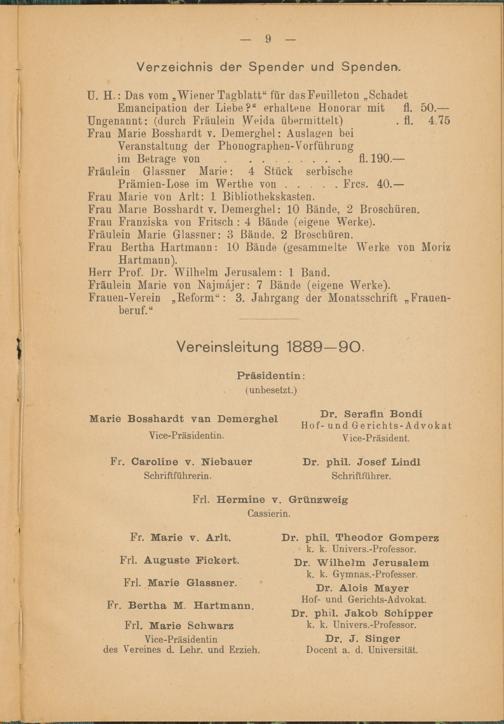 — 9 —
Verzeichnis der Spender und Spenden.
U. H.: Das vom „Wiener Tagblatt“ für das Feuilleton „Schadet
Emancipation der Liebe?“ erhaltene Honorar mit fl. 50.—
Ungenannt: (durch Fräulein Weida übermittelt) . fl. 4.75
Frau Marie Bosshardt v. Demerghel: Auslagen bei
Veranstaltung der Phonographen-Vorführung
im Betrage von . . . . . . . . . fl. 190.—
Fräulein Glassner Marie: 4 Stück serbische
Prämien-Lose im Werthe von . . . . . Frcs. 40.—
Frau Marie von Arlt: 1 Bibliothekskasten.
Frau Marie Bosshardt v. Demerghel: 10 Bände, 2 Broschüren.
Frau Franziska von Fritsch: 4 Bände (eigene Werke).
Fräulein Marie Glassner: 3 Bände. 2 Broschüren.
Frau Bertha Hartmann: 10 Bände (gesammelte Werke von Moriz
Hartmann).
Herr Prof. Dr. Wilhelm Jerusalem: 1 Band.
Fräulein Marie von Najmájer: 7 Bände (eigene Werke).
Frauen-Verein „Reform“: 3. Jahrgang der Monatsschrift „Frauen-
beruf.“
Vereinsleitung 1889—90.
Präsidentin:
(unbesetzt.)
Marie Bosshardt van Demerghel
Vice-Präsidentin.
Dr. Serafin Bondi
Hof- und Gerichts-Advokat
Vice-Präsident.
Fr. Caroline v. Niebauer
Schriftführerin.
Dr. phil. Josef Lindl
Schriftführer.
Frl. Hermine v. Grünzweig
Cassierin.
Fr. Marie v. Arlt.
Frl. Auguste Fickert.
Frl. Marie Glassner.
Fr. Bertha M. Hartmann.
Frl. Marie Schwarz
Vice-Präsidentin
des Vereines d. Lehr. und Erzieh.
Dr. phil. Theodor Gomperz
k. k. Univers.-Professor.
Dr. Wilhelm Jerusalem
k. k. Gymnas.-Professer.
Dr. Alois Mayer
Hof- und Gerichts-Advokat.
Dr. phil. Jakob Schipper
k. k. Univers.-Professor.
Dr. J. Singer
Docent a. d. Universität.